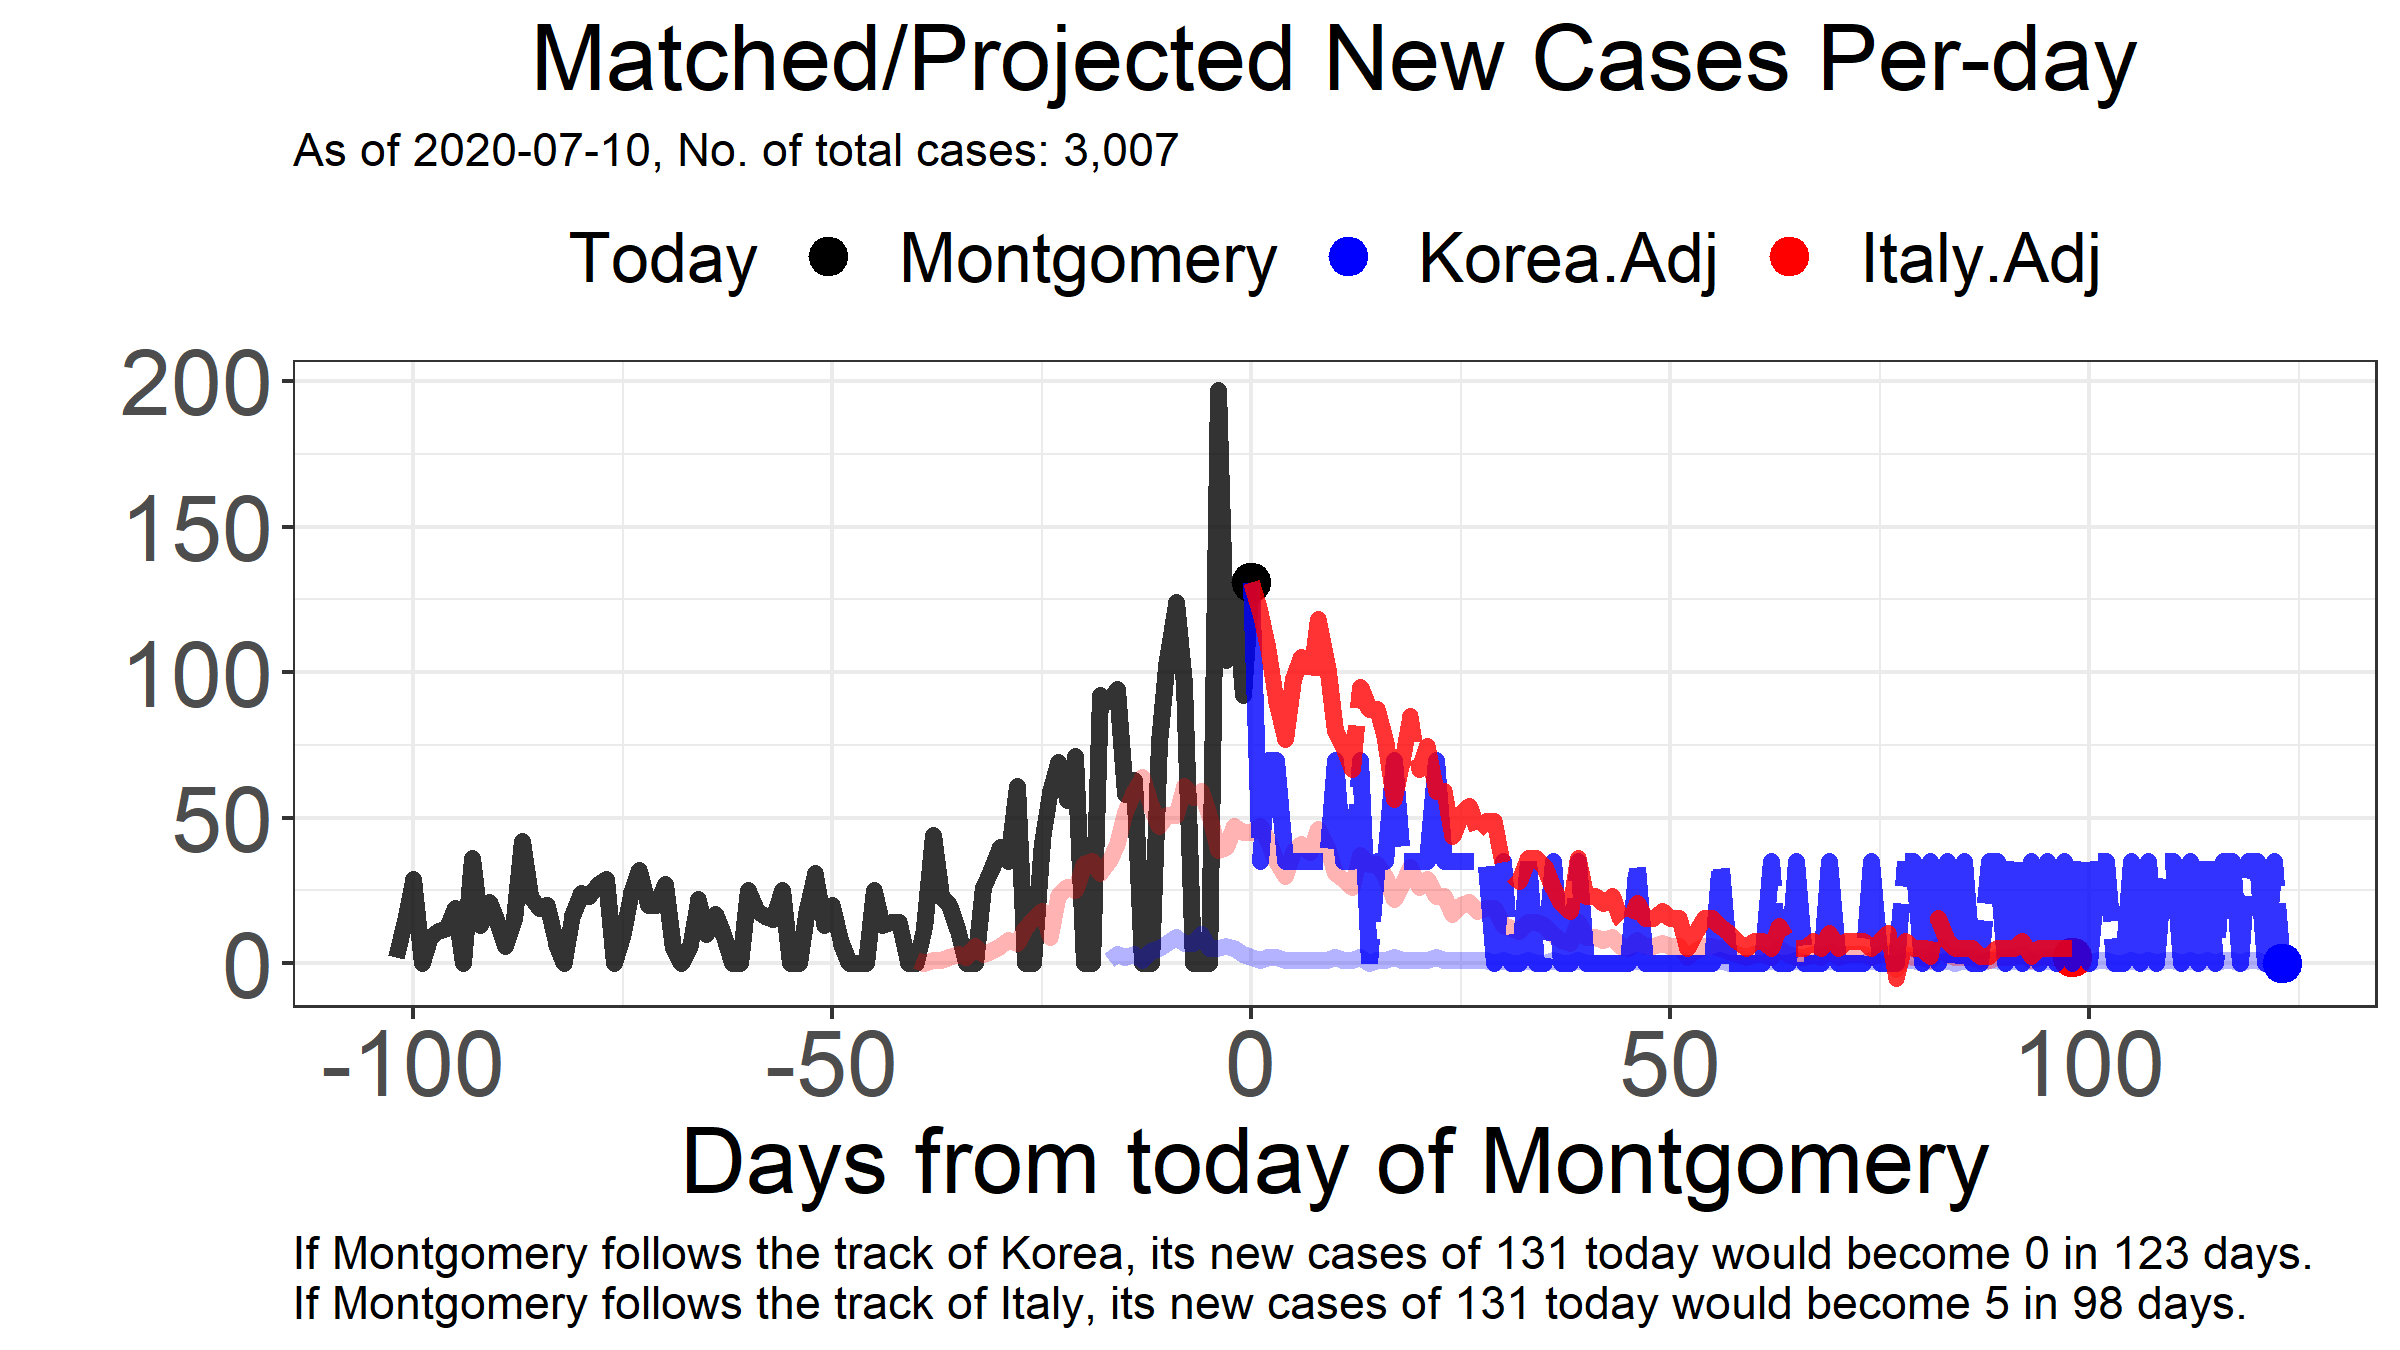 Matched/Projected New Cases Per-day
As of 2020-07-10, No. of total cases: 3,007
Today Montgomery Korea.Adj Italy.Adj
200
150
100
50
0
-100 -50 0 50 100
Days from today of Montgomery
If Montgomery follows the track of Korea, its new cases of 131 today would become 0 in 123 days.
If Montgomery follows the track of Italy, its new cases of 131 today would become 5 in 98 days.